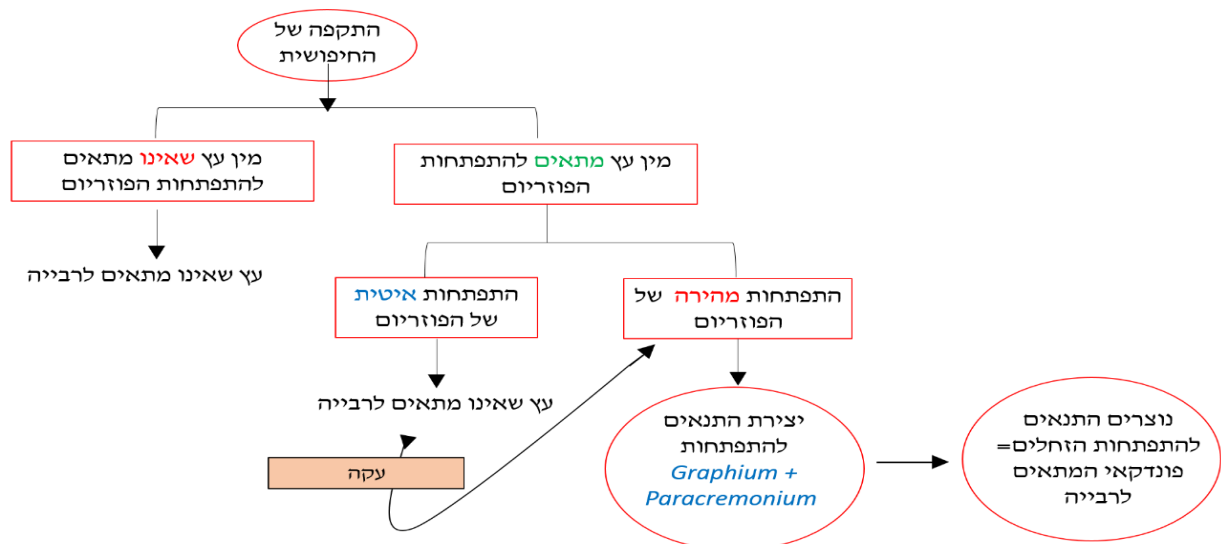 התקפה של
החיפושית
מין עץ מתאים להתפתחות
הפוזריום
מין עץ שאינו מתאים
להתפתחות הפוזריום
עץ שאינו מתאים לרבייה
התפתחות מהירה של
הפוזריום
התפתחות איטית
של הפוזריום
עץ שאינו מתאים לרבייה
עקה
יצירת התנאים
להתפתחות
Graphium +
Paracremonium
נוצרים התנאים
להתפתחות הזחלים=
פונדקאי המתאים
לרבייה